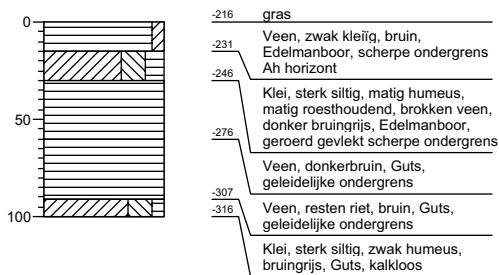 0
50
100
-216
gras
-231
Veen, zwak kleiïg, bruin,
Edelmanboor, scherpe ondergrens
Ah horizont
-246
Klei, sterk siltig, matig humeus,
matig roesthoudend, brokken veen,
donker bruingrijs, Edelmanboor,
geroerd gevlekt scherpe ondergrens
-276
Veen, donkerbruin, Guts,
geleidelijke ondergrens
-307
Veen, resten riet, bruin, Guts,
geleidelijke ondergrens
-316
Klei, sterk siltig, zwak humeus,
bruingrijs, Guts, kalkloos